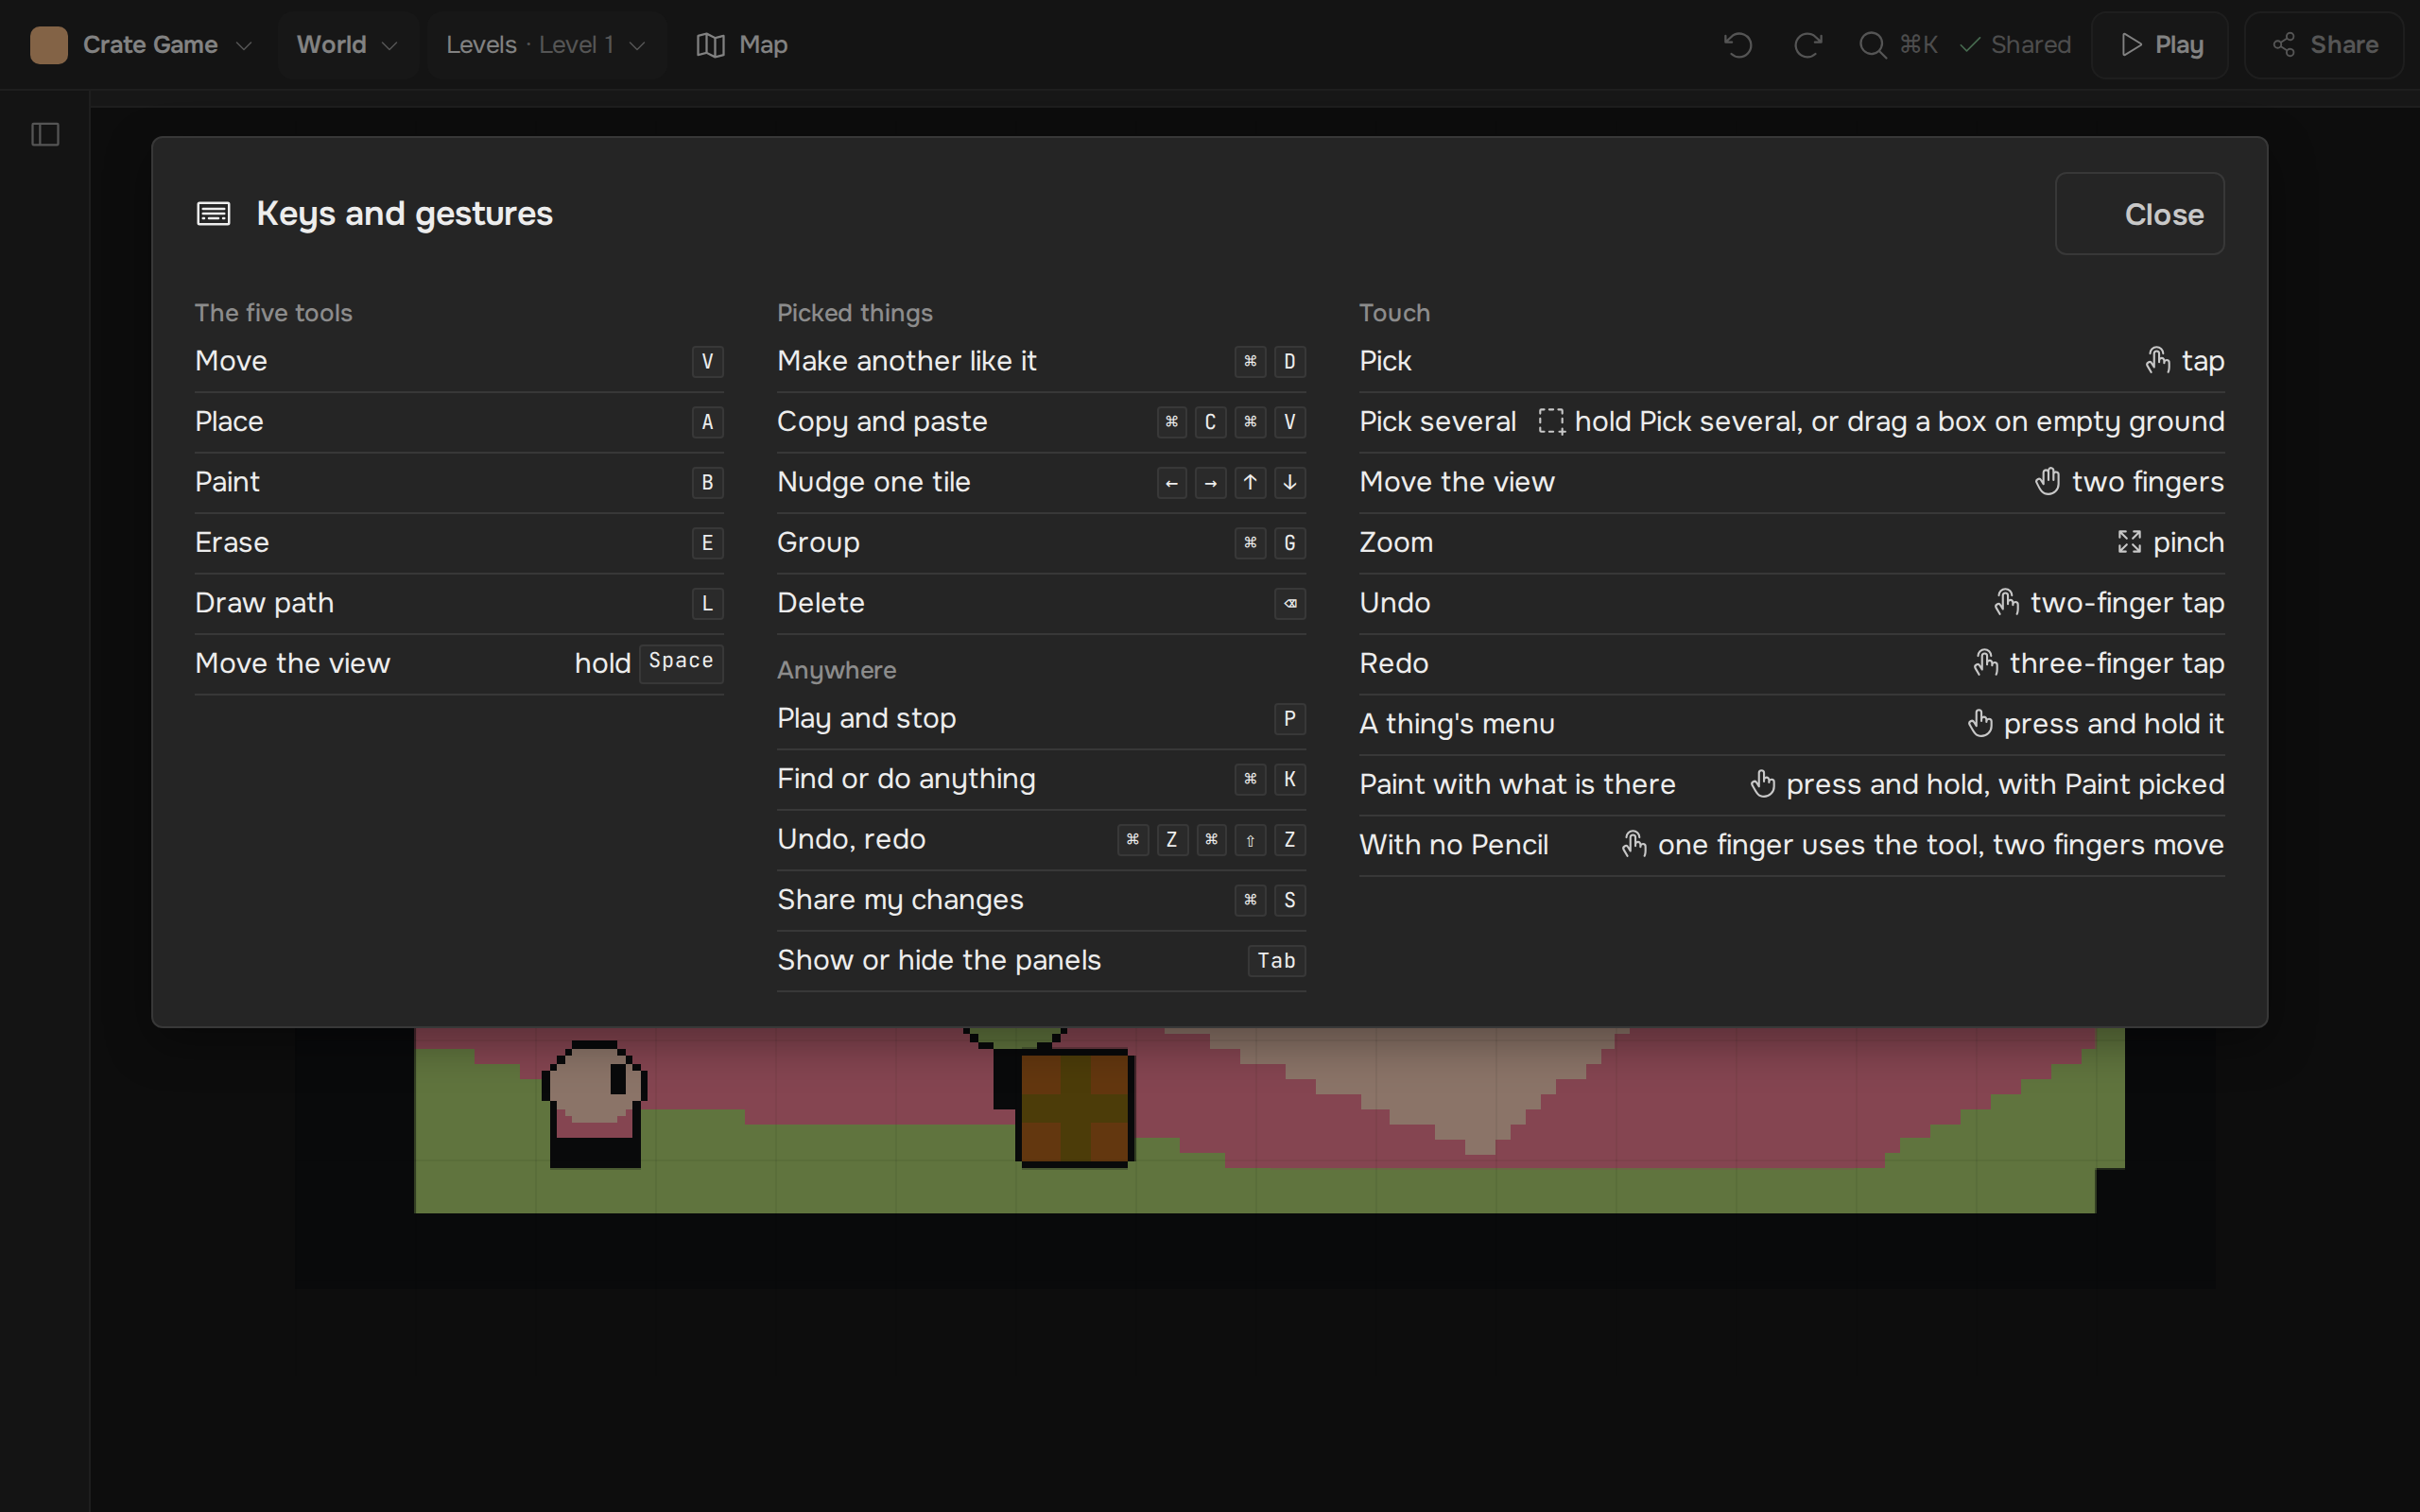 Crate Game World Levels · Level 1 Map ⌘K Shared Play Share
Keys and gestures Close
The five tools
Move V
Place A
Paint B
Erase E
Draw path L
Move the view hold Space
Picked things
Make another like it ⌘ D
Copy and paste ⌘ C ⌘ V
Nudge one tile ← → ↑ ↓
Group ⌘ G
Delete ⌫
Anywhere
Play and stop P
Find or do anything ⌘ K
Undo, redo ⌘ Z ⌘ ⇧ Z
Share my changes ⌘ S
Show or hide the panels Tab
Touch
Pick tap
Pick several hold Pick several, or drag a box on empty ground
Move the view two fingers
Zoom pinch
Undo two-finger tap
Redo three-finger tap
A thing's menu press and hold it
Paint with what is there press and hold, with Paint picked
With no Pencil one finger uses the tool, two fingers move